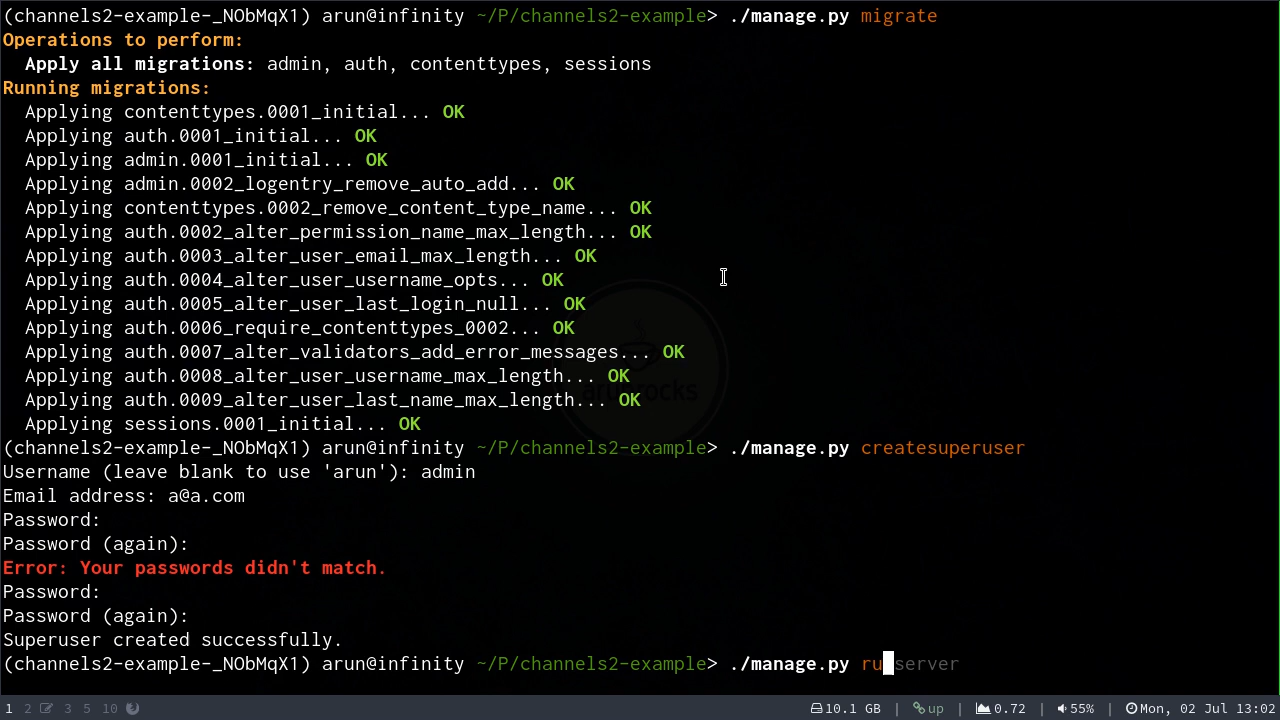 (channels2-example-_NObMqX1) arun@infinity ~/P/channels2-example> ./manage.py migrate
Operations to perform:
  Apply all migrations: admin, auth, contenttypes, sessions
Running migrations:
  Applying contenttypes.0001_initial... OK
  Applying auth.0001_initial... OK
  Applying admin.0001_initial... OK
  Applying admin.0002_logentry_remove_auto_add... OK
  Applying contenttypes.0002_remove_content_type_name... OK
  Applying auth.0002_alter_permission_name_max_length... OK
  Applying auth.0003_alter_user_email_max_length... OK
  Applying auth.0004_alter_user_username_opts... OK
  Applying auth.0005_alter_user_last_login_null... OK
  Applying auth.0006_require_contenttypes_0002... OK
  Applying auth.0007_alter_validators_add_error_messages... OK
  Applying auth.0008_alter_user_username_max_length... OK
  Applying auth.0009_alter_user_last_name_max_length... OK
  Applying sessions.0001_initial... OK
(channels2-example-_NObMqX1) arun@infinity ~/P/channels2-example> ./manage.py createsuperuser
Username (leave blank to use 'arun'): admin
Email address: a@a.com
Password:
Password (again):
Error: Your passwords didn't match.
Password:
Password (again):
Superuser created successfully.
(channels2-example-_NObMqX1) arun@infinity ~/P/channels2-example> ./manage.py ru server
1 2 3 5 10 10.1 GB | up | 0.72 | 55% | Mon, 02 Jul 13:02
arunrocks